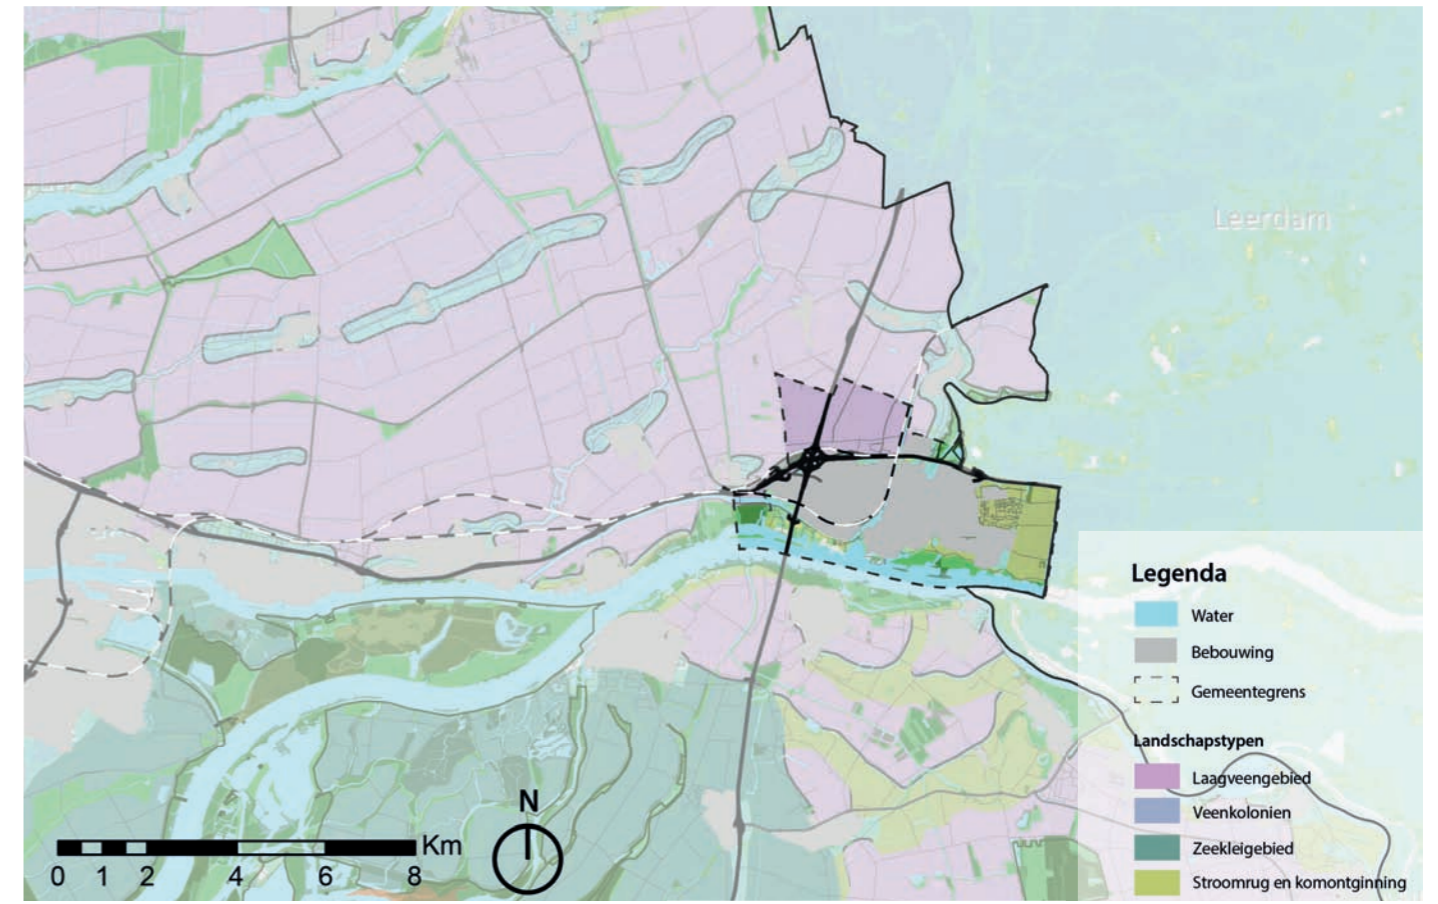 Leerdam
Legenda
Water
Bebouwing
Gemeentegrens
Landschapstypen
Laagveengebied
Veenkolonien
Zeekleigebied
Stroomrug en komontginning
N
Km
0 1 2 4 6 8